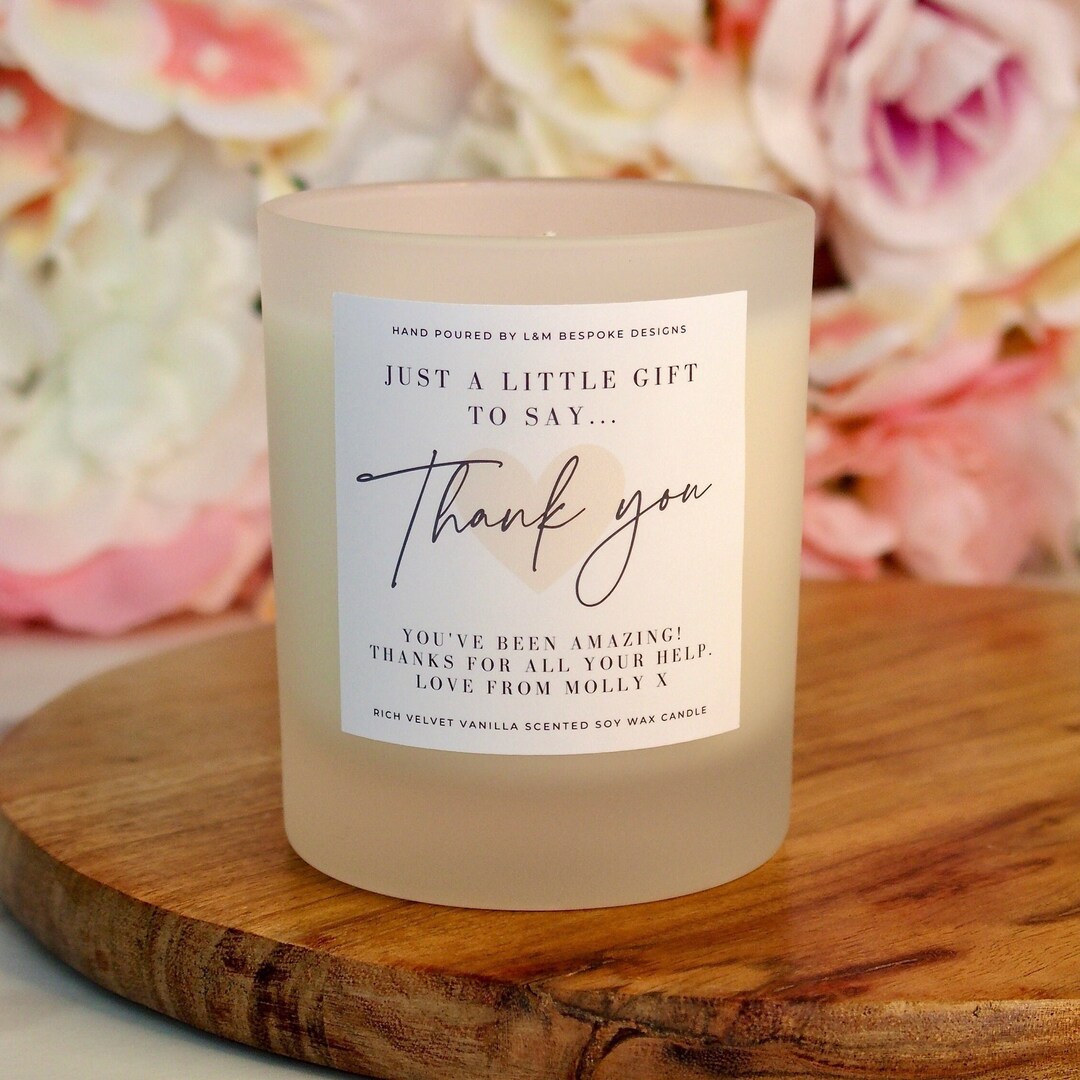 HAND POURED BY L&M BESPOKE DESIGNS
JUST A LITTLE GIFT
TO SAY...
Thank you
YOU'VE BEEN AMAZING!
THANKS FOR ALL YOUR HELP.
LOVE FROM MOLLY X
RICH VELVET VANILLA SCENTED SOY WAX CANDLE